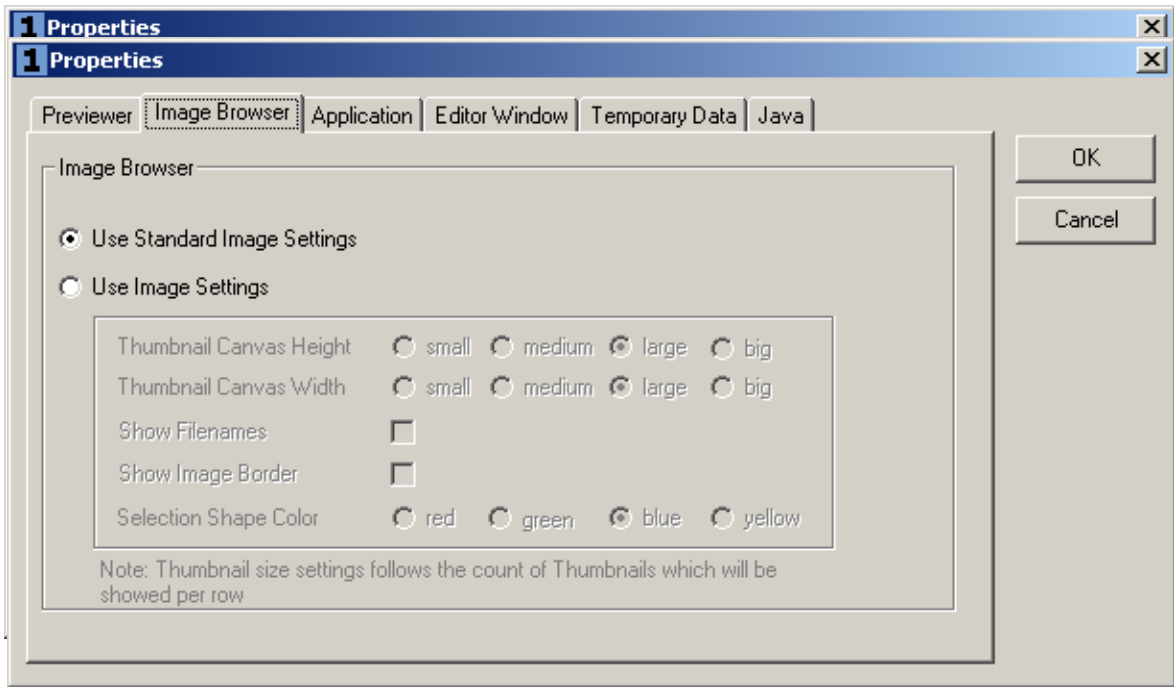 1 Properties
1 Properties
Previewer Image Browser Application Editor Window Temporary Data Java
Image Browser
OK
Cancel
Use Standard Image Settings
Use Image Settings
Thumbnail Canvas Height small medium large big
Thumbnail Canvas Width small medium large big
Show Filenames
Show Image Border
Selection Shape Color red green blue yellow
Note: Thumbnail size settings follows the count of Thumbnails which will be
showed per row